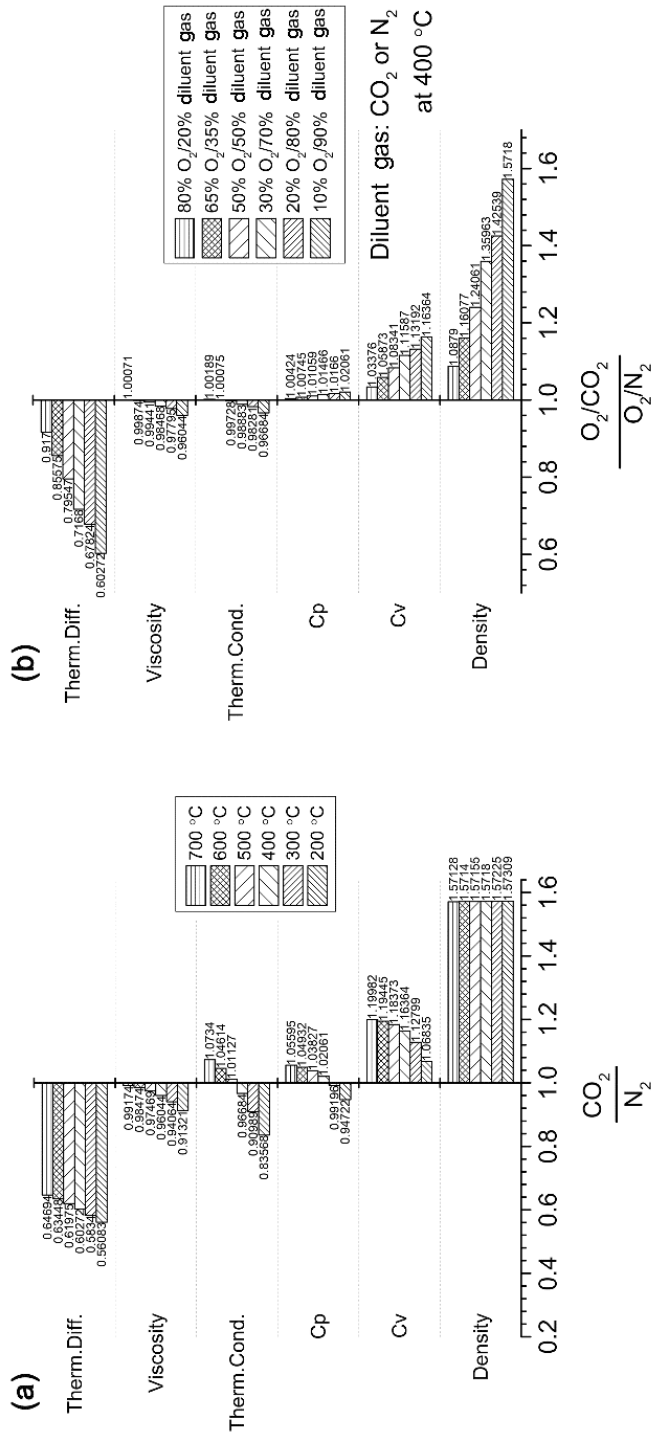 (a)
Therm.Diff.
Viscosity
Therm.Cond.
Cp
Cv
Density
0.64694
0.63448
0.61975
0.60272
0.5834
0.56083
0.99174
0.98474
0.97469
0.96044
0.94064
0.91321
1.0734
1.04614
1.01127
0.96684
0.90989
0.83568
1.05595
1.04932
1.03827
1.02061
0.99196
0.94722
1.19982
1.19445
1.18373
1.16364
1.12799
1.06835
1.57128
1.5714
1.57155
1.5718
1.57225
1.57309
700 °C
600 °C
500 °C
400 °C
300 °C
200 °C
0.2 0.4 0.6 0.8 1.0 1.2 1.4 1.6
CO2
N2
(b)
Therm.Diff.
Viscosity
Therm.Cond.
Cp
Cv
Density
0.917
0.85575
0.79547
0.7168
0.67824
0.60272
1.00071
0.99874
0.99441
0.98468
0.97795
0.96044
1.00189
1.00075
0.99728
0.98883
0.98281
0.96684
1.00424
1.00745
1.01059
1.01466
1.0166
1.02061
1.03376
1.05873
1.08341
1.11587
1.13192
1.16364
1.0879
1.16077
1.24061
1.35963
1.42539
1.5718
80% O2/20% diluent gas
65% O2/35% diluent gas
50% O2/50% diluent gas
30% O2/70% diluent gas
20% O2/80% diluent gas
10% O2/90% diluent gas
Diluent gas: CO2 or N2
at 400 °C
0.6 0.8 1.0 1.2 1.4 1.6
O2/CO2
O2/N2